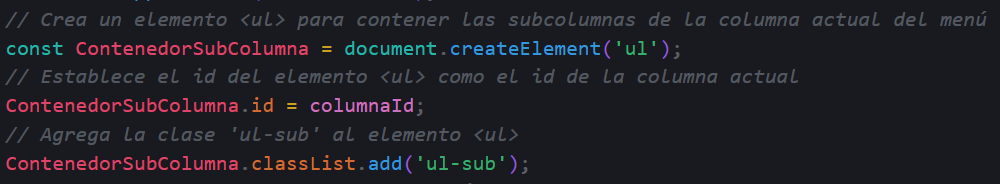 // Crea un elemento <ul> para contener las subcolumnas de la columna actual del menú
const ContenedorSubColumna = document.createElement('ul');
// Establece el id del elemento <ul> como el id de la columna actual
ContenedorSubColumna.id = columnaId;
// Agrega la clase 'ul-sub' al elemento <ul>
ContenedorSubColumna.classList.add('ul-sub');